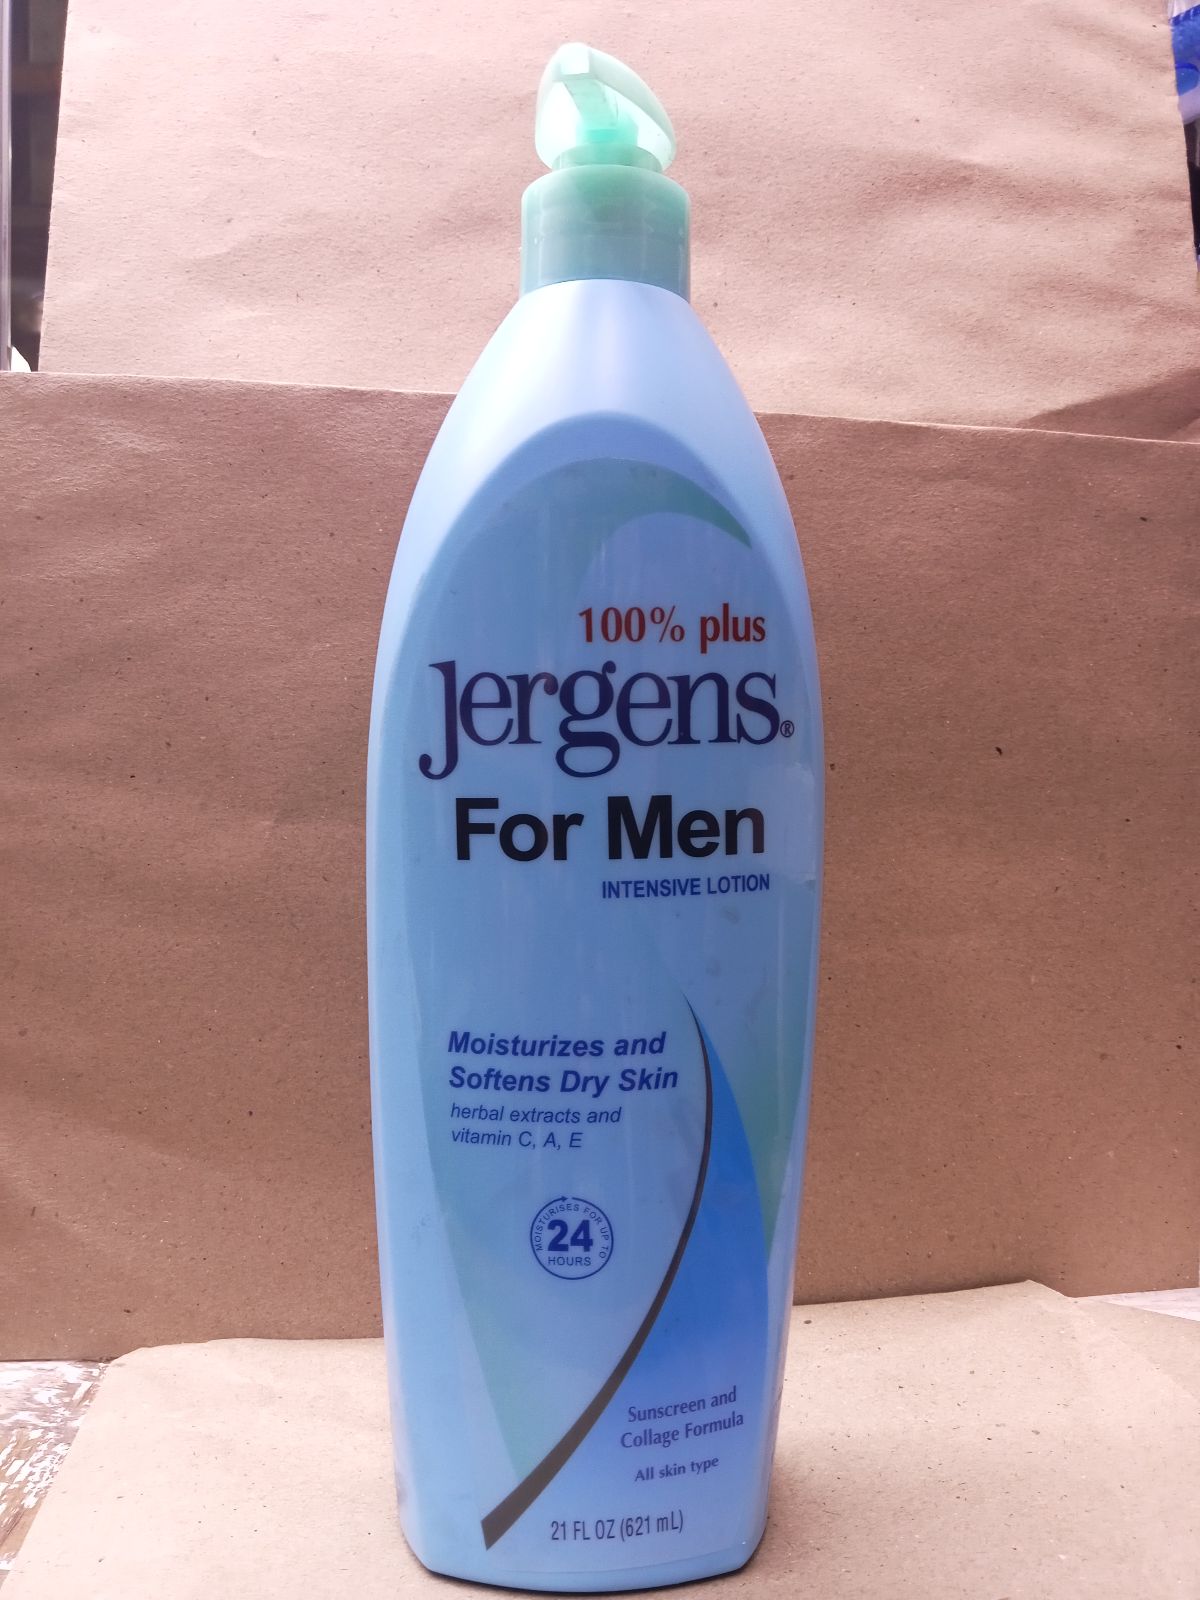 100% plus
Jergens®
For Men
INTENSIVE LOTION
Moisturizes and
Softens Dry Skin
herbal extracts and
vitamin C, A, E
MOISTURISES FOR UP TO
24
HOURS
Sunscreen and
Collage Formula
All skin type
21 FL OZ (621 mL)